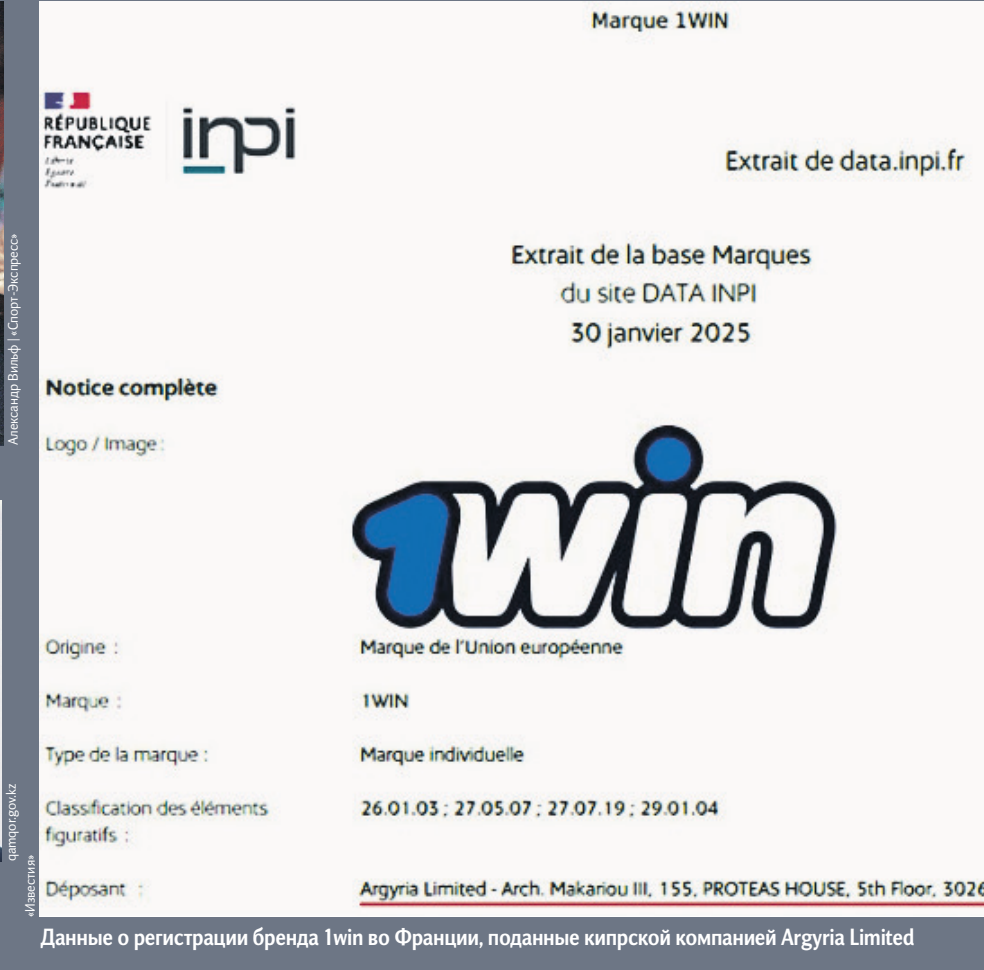 Marque 1WIN
RÉPUBLIQUE
FRANÇAISE
Liberté
Égalité
Fraternité
inpi
Extrait de data.inpi.fr
Extrait de la base Marques
du site DATA INPI
30 janvier 2025
Notice complète
Logo / Image :
1win
Origine : Marque de l'Union européenne
Marque : 1WIN
Type de la marque : Marque individuelle
Classification des éléments
figuratifs : 26.01.03 ; 27.05.07 ; 27.07.19 ; 29.01.04
Déposant : Argyria Limited - Arch. Makariou III, 155, PROTEAS HOUSE, 5th Floor, 3026
Данные о регистрации бренда 1win во Франции, поданные кипрской компанией Argyria Limited
Александр Вильф | «Спорт-Экспресс»
qamqor.gov.kz
«Известия»